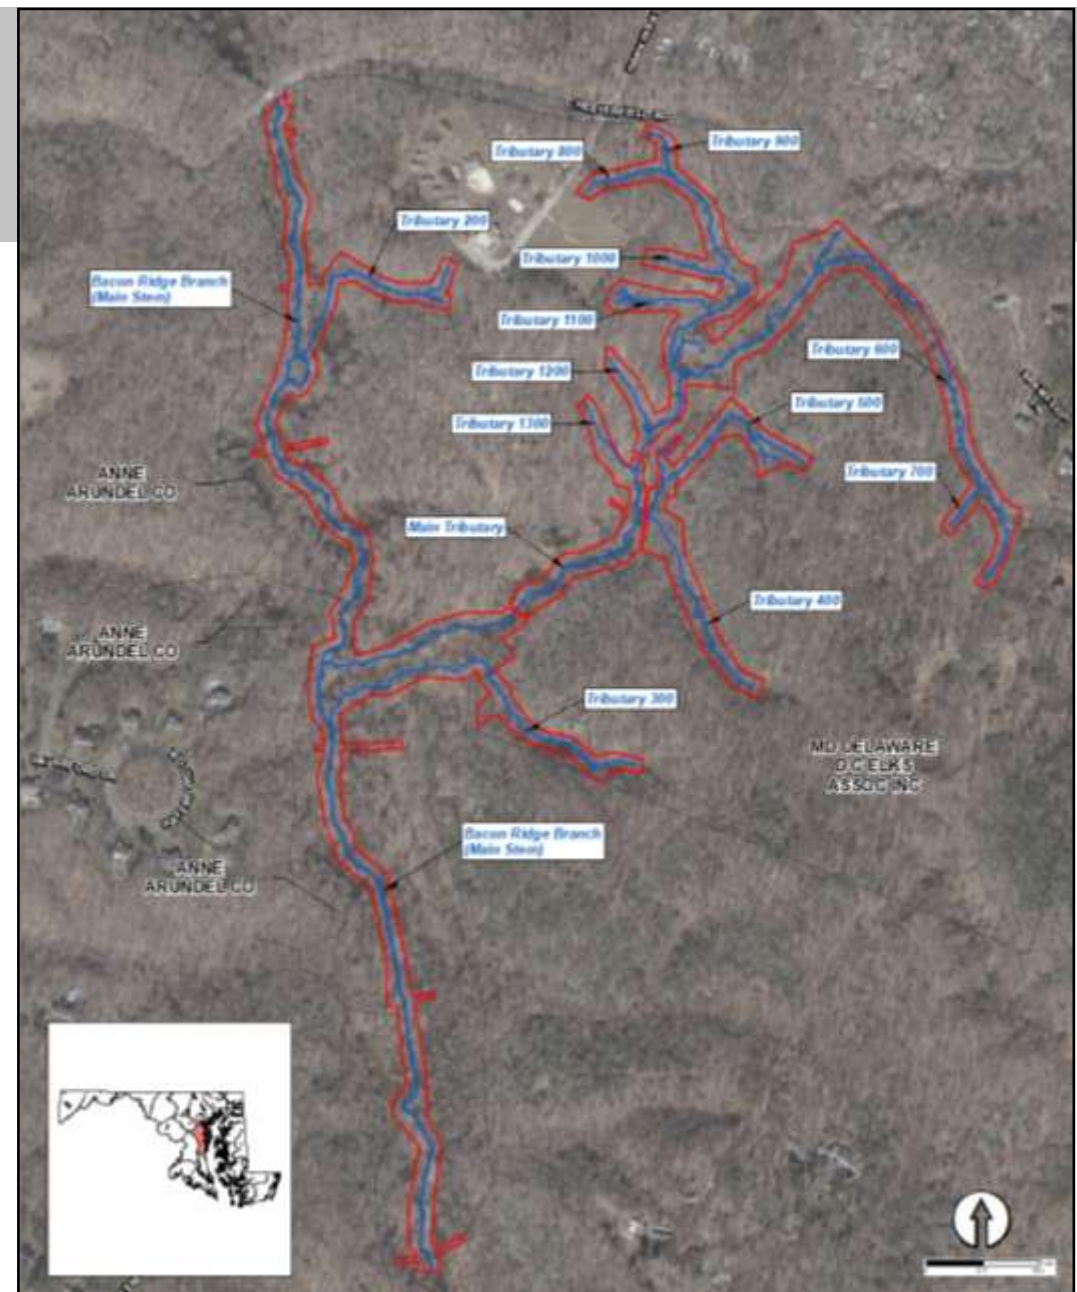 Tributary 900
Tributary 800
Tributary 200
Tributary 1000
Bacon Ridge Branch
(Main Stem)
Tributary 1100
Tributary 600
Tributary 1200
Tributary 500
Tributary 1300
ANNE
ARUNDEL CO
Tributary 700
Main Tributary
Tributary 400
ANNE
ARUNDEL CO
Tributary 300
MD DELAWARE
D C ELKS
ASSOC INC
Bacon Ridge Branch
(Main Stem)
ANNE
ARUNDEL CO